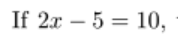 If 2x − 5 = 10,